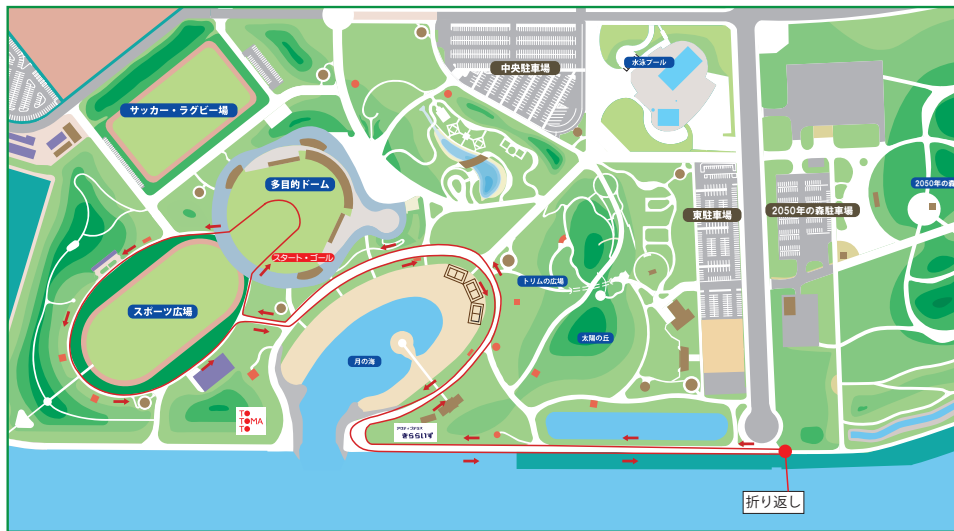 中央駐車場
水泳プール
サッカー・ラグビー場
多目的ドーム
2050年の森
東駐車場
2050年の森駐車場
スタート・ゴール
トリムの広場
スポーツ広場
太陽の丘
月の海
TO
TOMA
TO
きららいず
折り返し